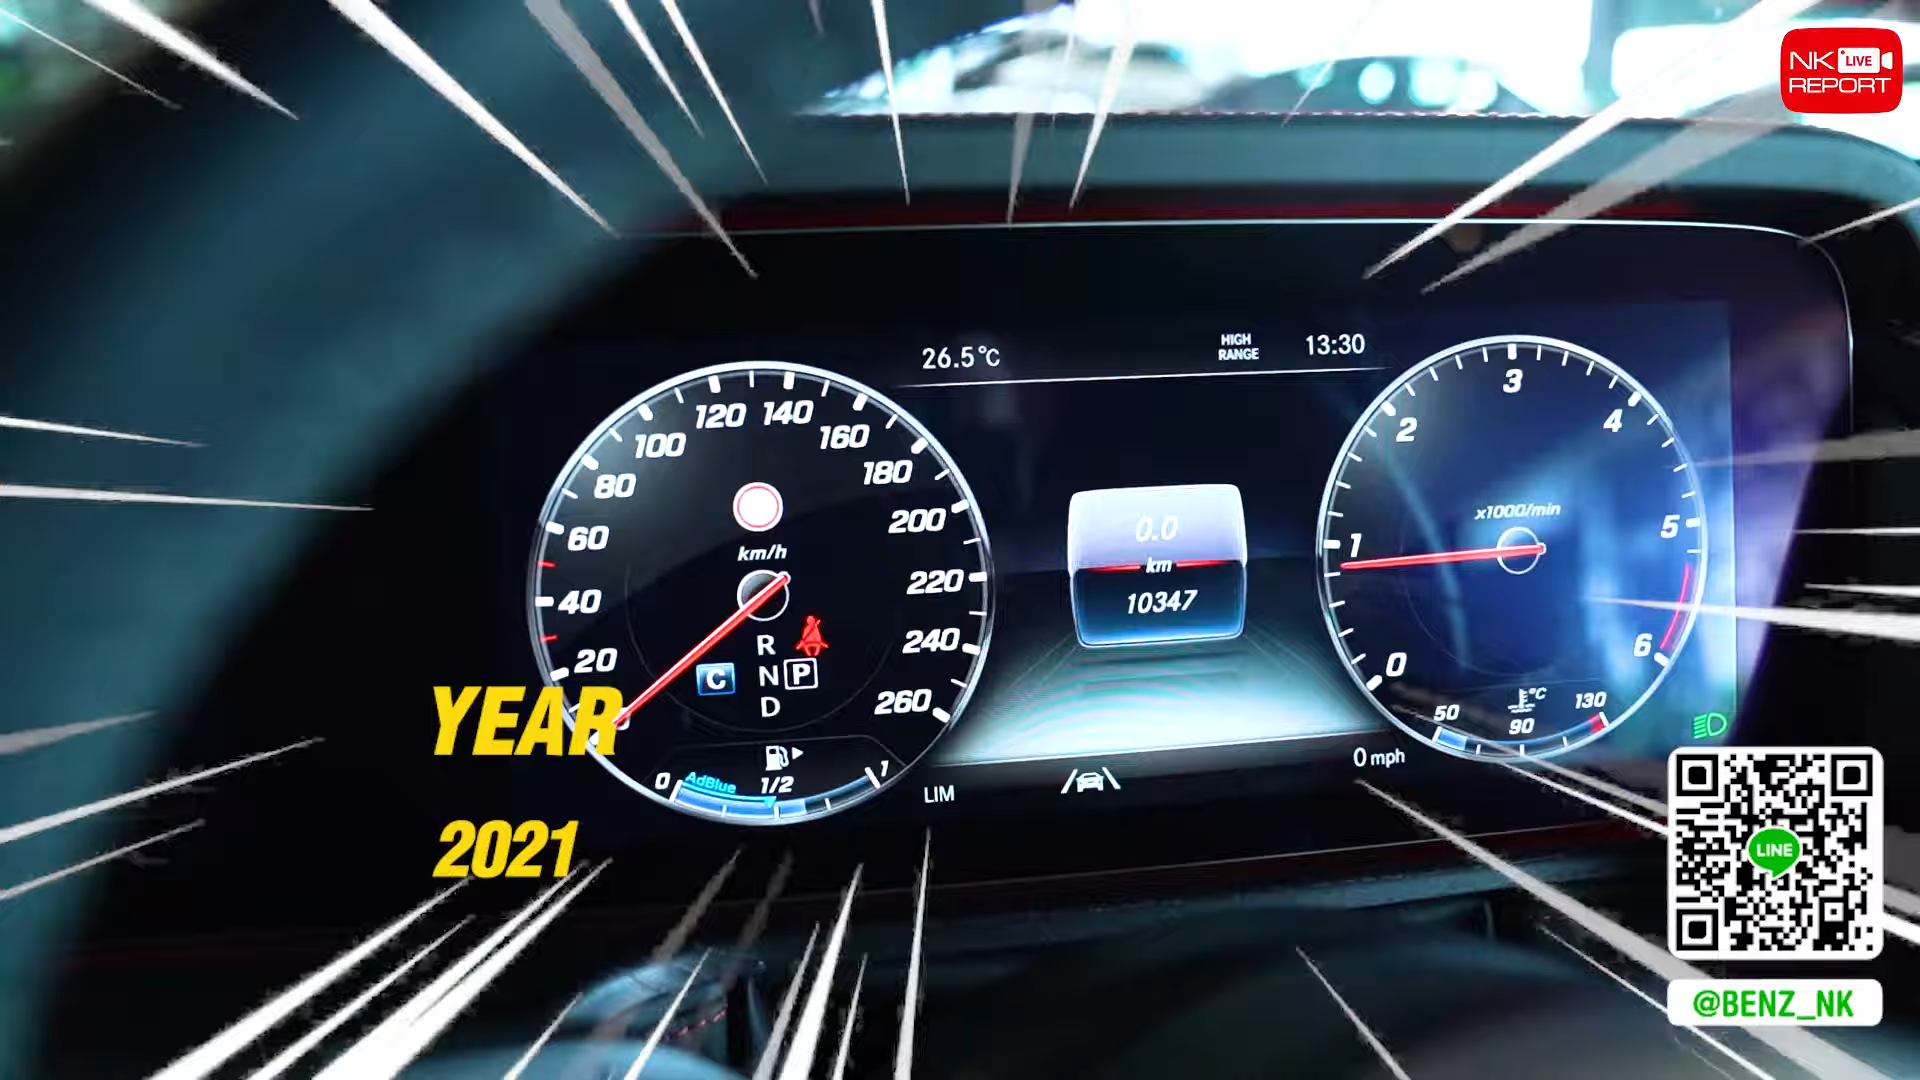 NK LIVE
REPORT
26.5°C
HIGH
RANGE
13:30
120 140
100 160
80 180
60 200
40 220
20 240
260
km/h
R
C N P
D
0 AdBlue 1/2 1
0.0
km
10347
3
2 4
1 5
0 6
x1000/min
°C
50 90 130
LIM
0 mph
YEAR
2021
LINE
@BENZ_NK